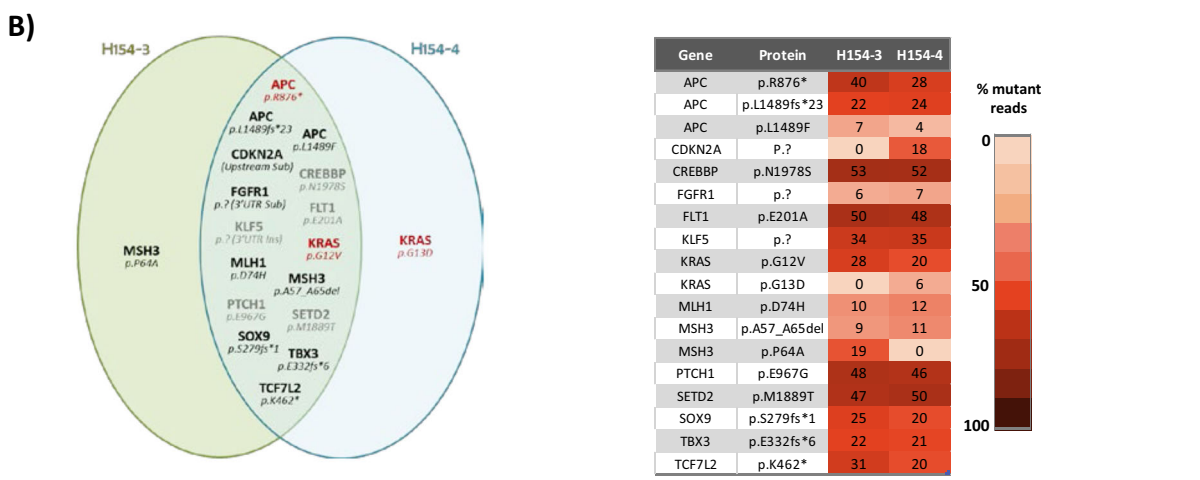 B)
H154-3
H154-4
APC
p.R876*
APC
p.L1489fs*23
APC
p.L1489F
CDKN2A
(Upstream Sub)
CREBBP
p.N1978S
FGFR1
p.? (3'UTR Sub)
FLT1
p.E201A
KLF5
p.? (3'UTR Ins)
KRAS
p.G12V
MSH3
p.P64A
KRAS
p.G13D
MLH1
p.D74H
MSH3
p.A57_A65del
PTCH1
p.E967G
SETD2
p.M1889T
SOX9
p.S279fs*1
TBX3
p.E332fs*6
TCF7L2
p.K462*
Gene Protein H154-3 H154-4
APC p.R876* 40 28
APC p.L1489fs*23 22 24
APC p.L1489F 7 4
CDKN2A P.? 0 18
CREBBP p.N1978S 53 52
FGFR1 p.? 6 7
FLT1 p.E201A 50 48
KLF5 p.? 34 35
KRAS p.G12V 28 20
KRAS p.G13D 0 6
MLH1 p.D74H 10 12
MSH3 p.A57_A65del 9 11
MSH3 p.P64A 19 0
PTCH1 p.E967G 48 46
SETD2 p.M1889T 47 50
SOX9 p.S279fs*1 25 20
TBX3 p.E332fs*6 22 21
TCF7L2 p.K462* 31 20
% mutant
reads
0
50
100